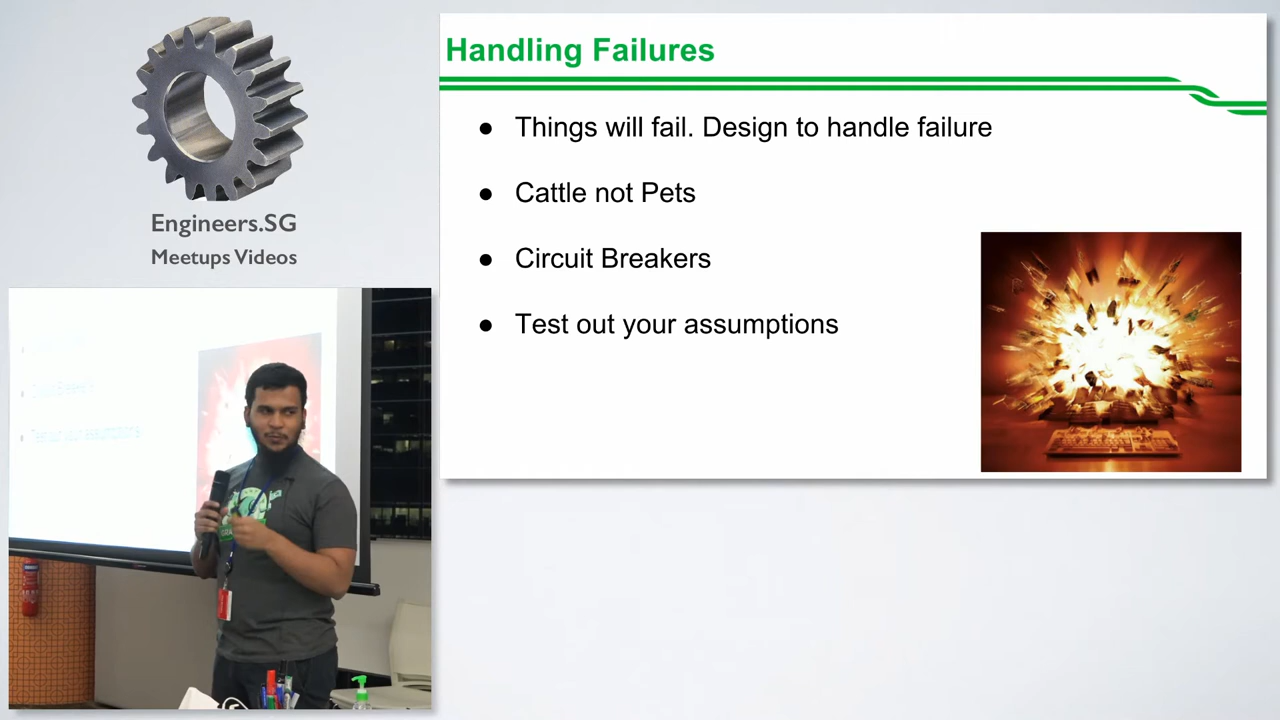 Engineers.SG
Meetups Videos
Handling Failures
● Things will fail. Design to handle failure
● Cattle not Pets
● Circuit Breakers
● Test out your assumptions